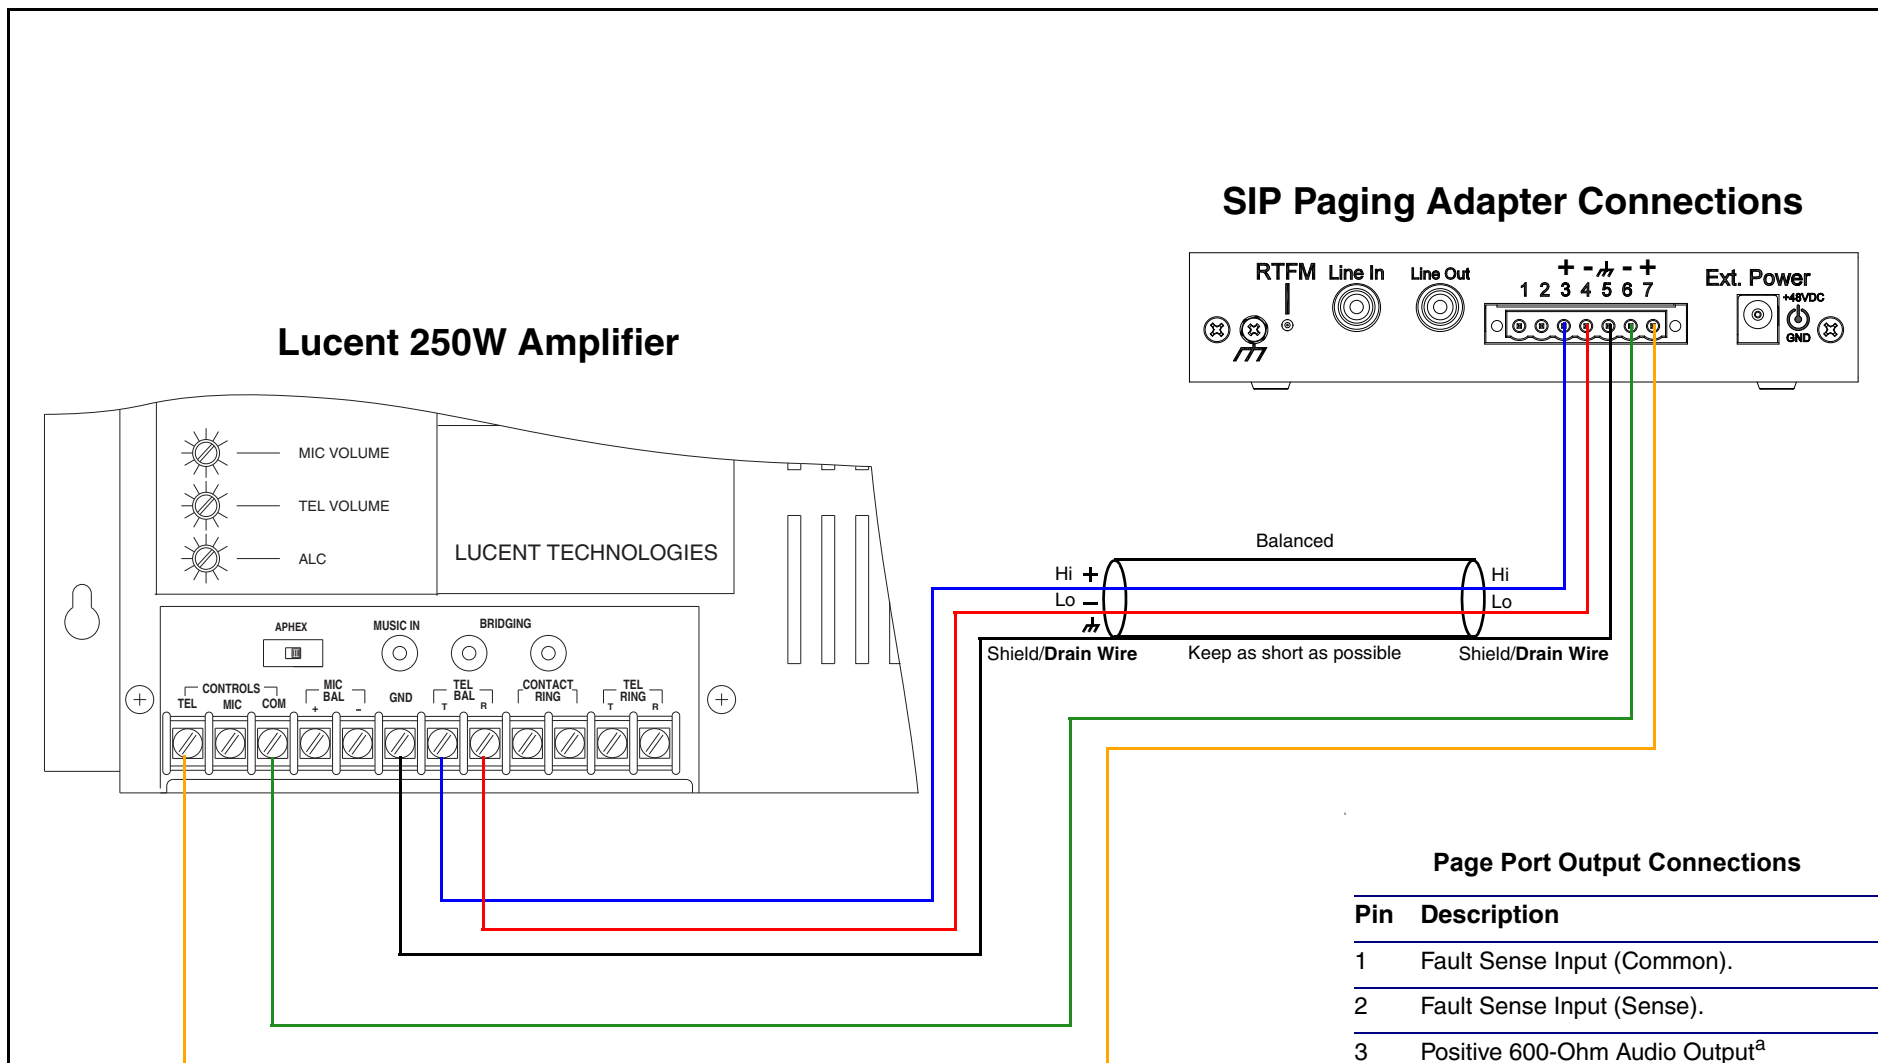 SIP Paging Adapter Connections
RTFM Line In Line Out
+ - - +
1 2 3 4 5 6 7
Ext. Power
+48VDC
GND
Lucent 250W Amplifier
MIC VOLUME
TEL VOLUME
ALC
LUCENT TECHNOLOGIES
Balanced
Hi +
Lo –
Hi
Lo
Shield/Drain Wire
Keep as short as possible
Shield/Drain Wire
APHEX
MUSIC IN
BRIDGING
CONTROLS
TEL MIC COM
MIC
BAL
+ –
GND
TEL
BAL
T R
CONTACT
RING
TEL
RING
T R
Page Port Output Connections
Pin Description
1 Fault Sense Input (Common).
2 Fault Sense Input (Sense).
3 Positive 600-Ohm Audio Outputa